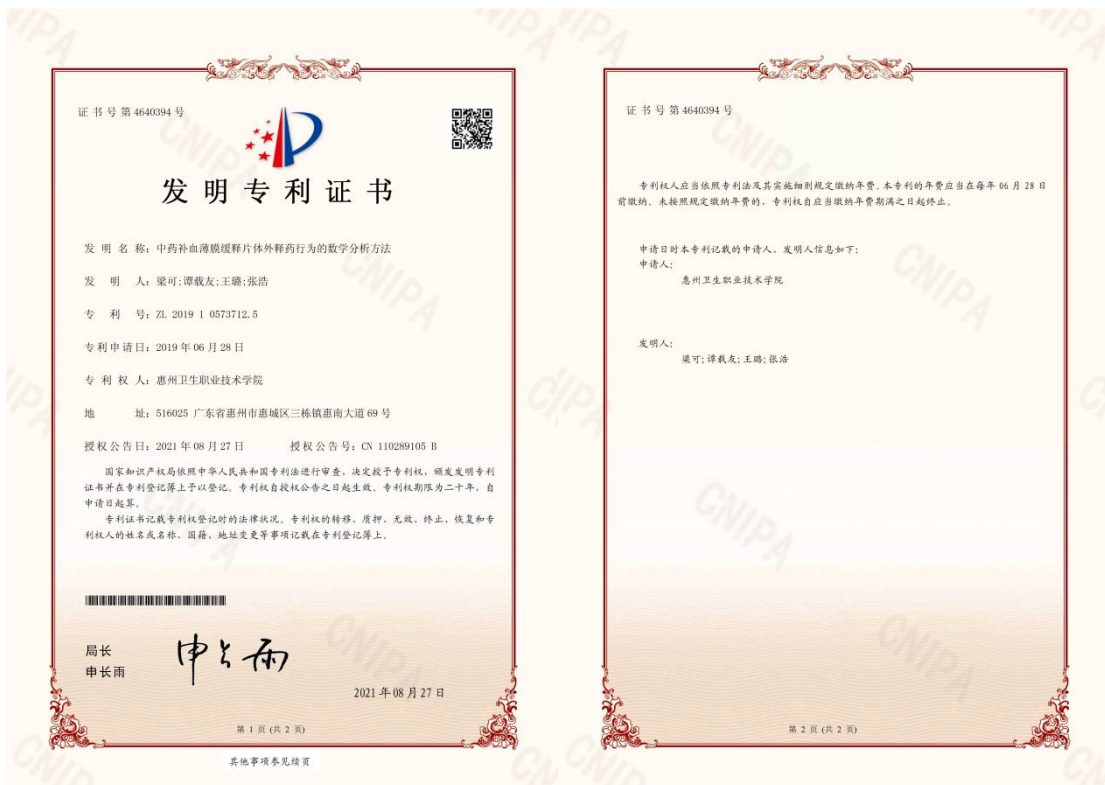 证书号第4640394号
发明专利证书
发明名称：中药补血薄膜缓释片体外释药行为的数学分析方法
发明人：梁可;谭载友;王璐;张浩
专利号：ZL 2019 1 0573712.5
专利申请日：2019年06月28日
专利权人：惠州卫生职业技术学院
地址：516025 广东省惠州市惠城区三栋镇惠南大道69号
授权公告日：2021年08月27日 授权公告号：CN 110289105 B
国家知识产权局依照中华人民共和国专利法进行审查，决定授予专利权，颁发发明专利
证书并在专利登记簿上予以登记。专利权自授权公告之日起生效。专利权期限为二十年，自
申请日起算。
专利证书记载专利权登记时的法律状况。专利权的转移、质押、无效、终止、恢复和专
利权人的姓名或名称、国籍、地址变更等事项记载在专利登记簿上。
局长
申长雨
申长雨
2021年08月27日
第 1 页 (共 2 页)
其他事项参见续页
证书号第4640394号
专利权人应当依照专利法及其实施细则规定缴纳年费。本专利的年费应当在每年06月28日
前缴纳。未按照规定缴纳年费的，专利权自应当缴纳年费期满之日起终止。
申请日时本专利记载的申请人、发明人信息如下：
申请人：
惠州卫生职业技术学院
发明人：
梁可;谭载友;王璐;张浩
第 2 页 (共 2 页)
CNIPA